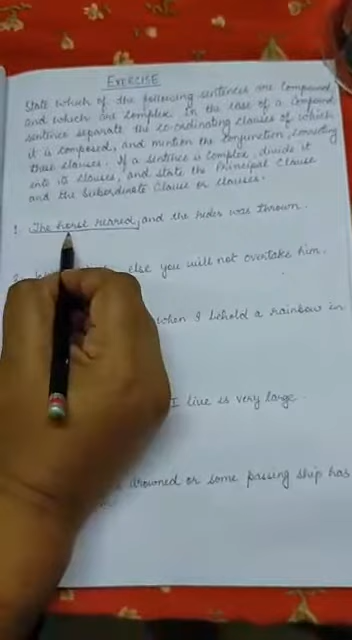 EXERCISE
State which of the following sentences are Compound,
and which are complex. In the case of a Compound
sentence separate the co-ordinating clauses of which
it is composed, and mention the conjunction, connecting
these clauses. If a sentence is complex, divide it
into its clauses, and state the Principal Clause
and the Subordinate Clause or clauses.
1. The horse reared, and the rider was thrown.
else you will not overtake him.
when I behold a rainbow in
I live is very large.
drowned or some passing ship has